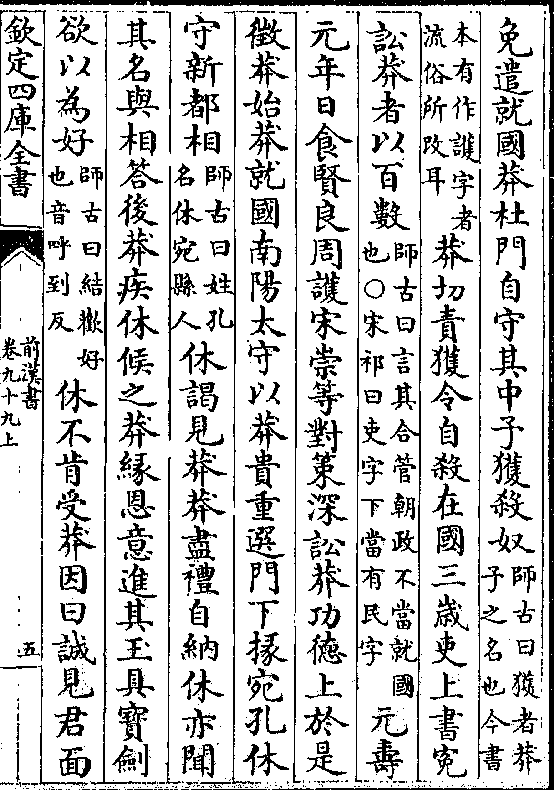 免遣就國莽杜門自守其中子獲殺奴師古曰獲者莽子之名也今書
本有作護字者流俗所改耳莽切責獲令自殺在國三歲吏上書寃
訟莽者以百數師古曰言其合管朝政不當就國也○宋祁曰吏字下當有民字元壽
元年日食賢良周護宋崇等對策深訟莽功德上於是
徵莽始莽就國南陽太守以莽貴重選門下掾宛孔休
守新都相師古曰姓孔名休宛縣人休謁見莽莽盡禮自納休亦聞
其名與相答後莽疾休候之莽緣恩意進其玉具寶劍
欲以為好師古曰結歡好也音呼到反休不肯受莽因曰誠見君面
欽定四庫全書
前漢書
卷九十九上
五